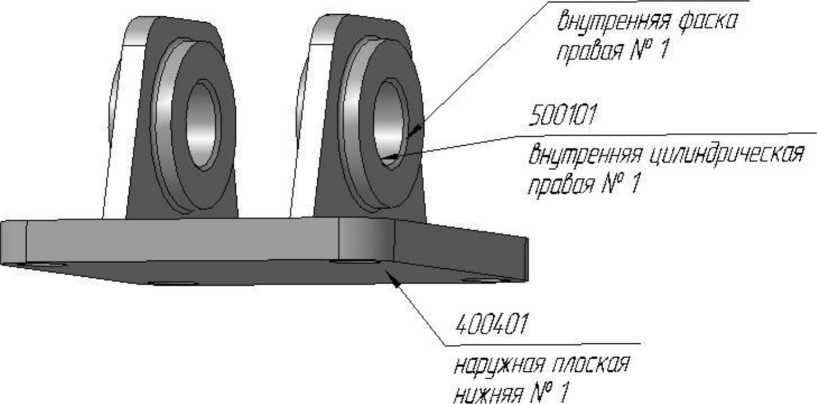 внутренняя фаска
правая № 1
500101
внутренняя цилиндрическая
правая № 1
400401
наружная плоская
нижняя № 1